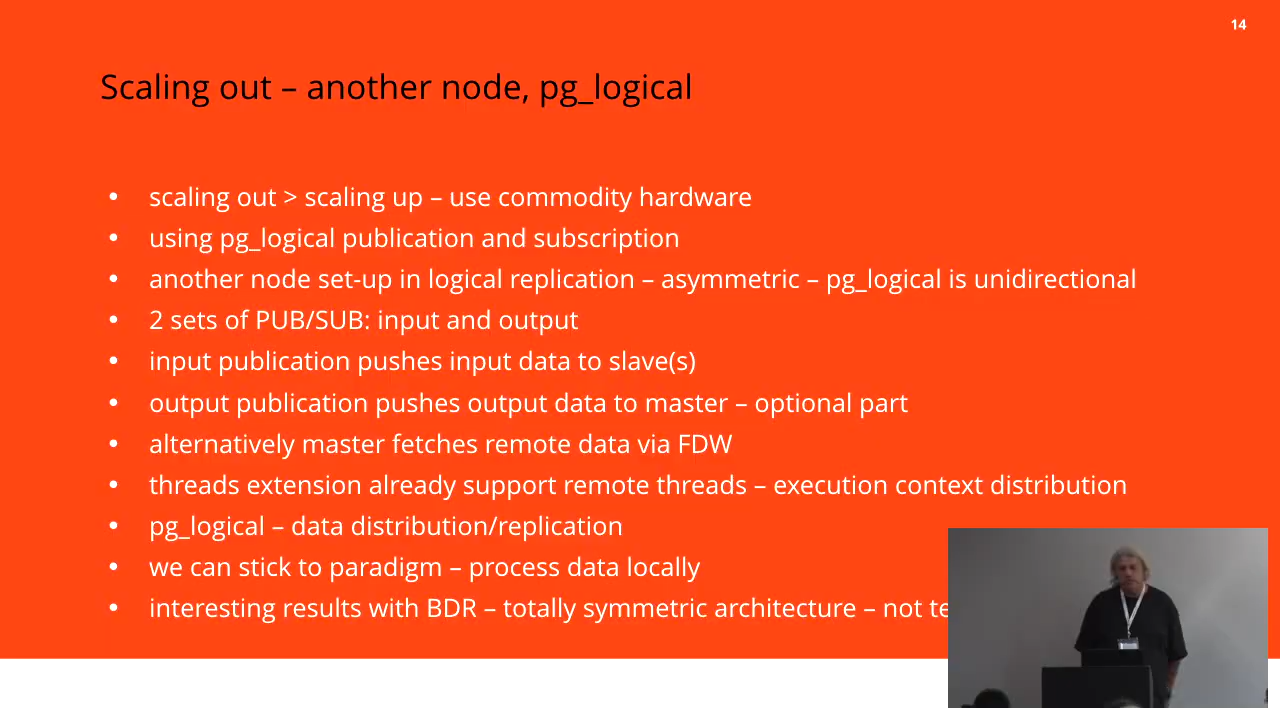 14
Scaling out – another node, pg_logical
• scaling out > scaling up – use commodity hardware
• using pg_logical publication and subscription
• another node set-up in logical replication – asymmetric – pg_logical is unidirectional
• 2 sets of PUB/SUB: input and output
• input publication pushes input data to slave(s)
• output publication pushes output data to master – optional part
• alternatively master fetches remote data via FDW
• threads extension already support remote threads – execution context distribution
• pg_logical – data distribution/replication
• we can stick to paradigm – process data locally
• interesting results with BDR – totally symmetric architecture – not